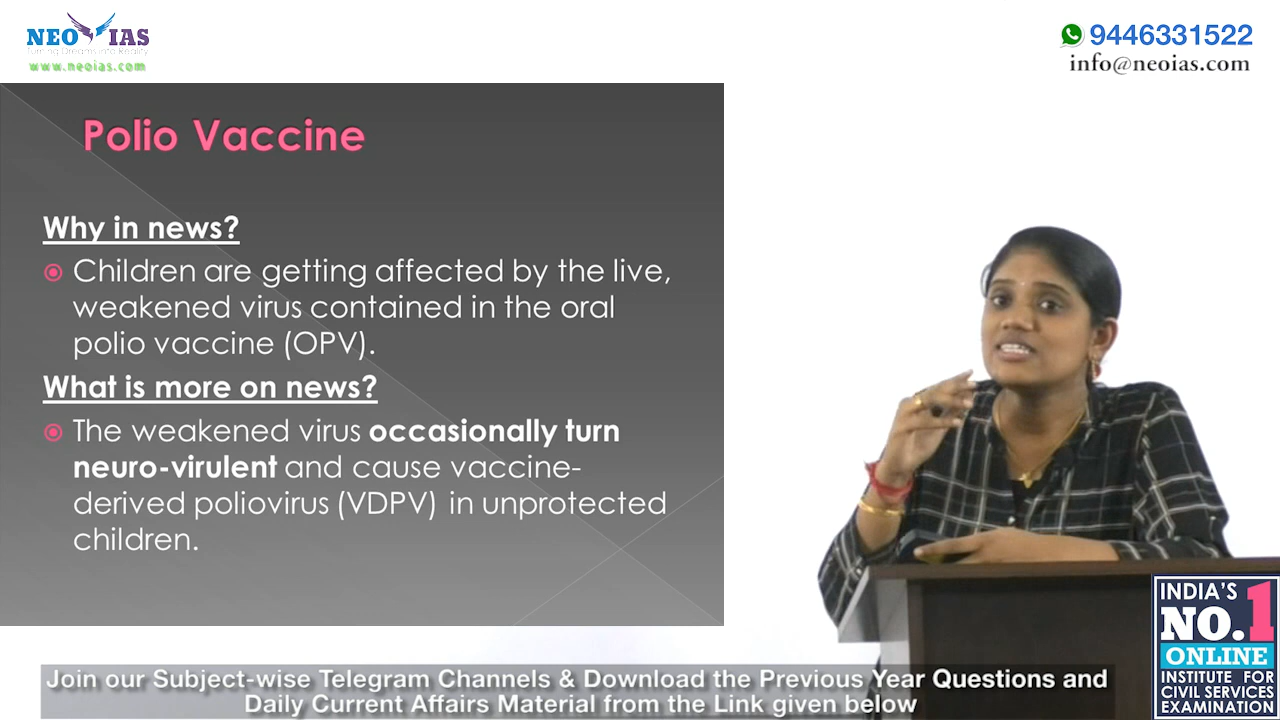 NEO IAS
Turning Dreams into Reality
www.neoias.com
9446331522
info@neoias.com
Polio Vaccine
Why in news?
Children are getting affected by the live,
weakened virus contained in the oral
polio vaccine (OPV).
What is more on news?
The weakened virus occasionally turn
neuro-virulent and cause vaccine-
derived poliovirus (VDPV) in unprotected
children.
INDIA'S
NO.1
ONLINE
INSTITUTE FOR
CIVIL SERVICES
EXAMINATION
Join our Subject-wise Telegram Channels & Download the Previous Year Questions and
Daily Current Affairs Material from the Link given below